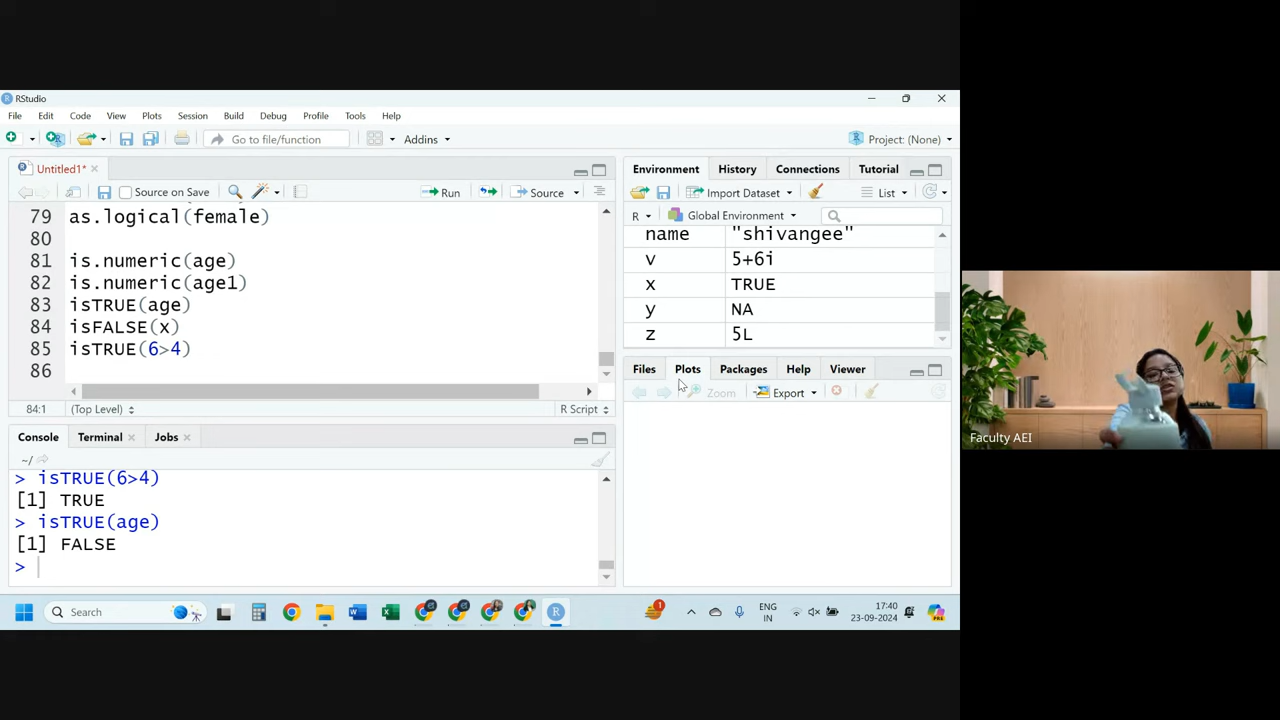 RStudio
File Edit Code View Plots Session Build Debug Profile Tools Help
Go to file/function Addins Project: (None)
Untitled1*
Source on Save Run Source
79 as.logical(female)
80
81 is.numeric(age)
82 is.numeric(age1)
83 isTRUE(age)
84 isFALSE(x)
85 isTRUE(6>4)
86
84:1 (Top Level) R Script
Console Terminal Jobs
~/
> isTRUE(6>4)
[1] TRUE
> isTRUE(age)
[1] FALSE
>
Environment History Connections Tutorial
Import Dataset List
R Global Environment
name "shivangee"
v 5+6i
x TRUE
y NA
z 5L
Files Plots Packages Help Viewer
Zoom Export
Faculty AEI
Search
1
ENG
IN
17:40
23-09-2024